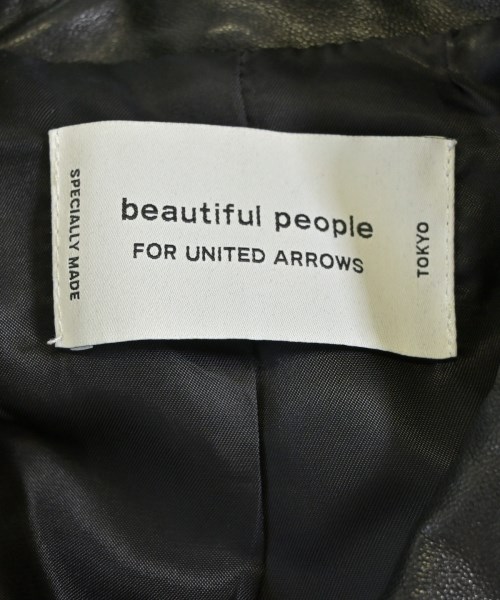 SPECIALLY MADE
beautiful people
FOR UNITED ARROWS
TOKYO